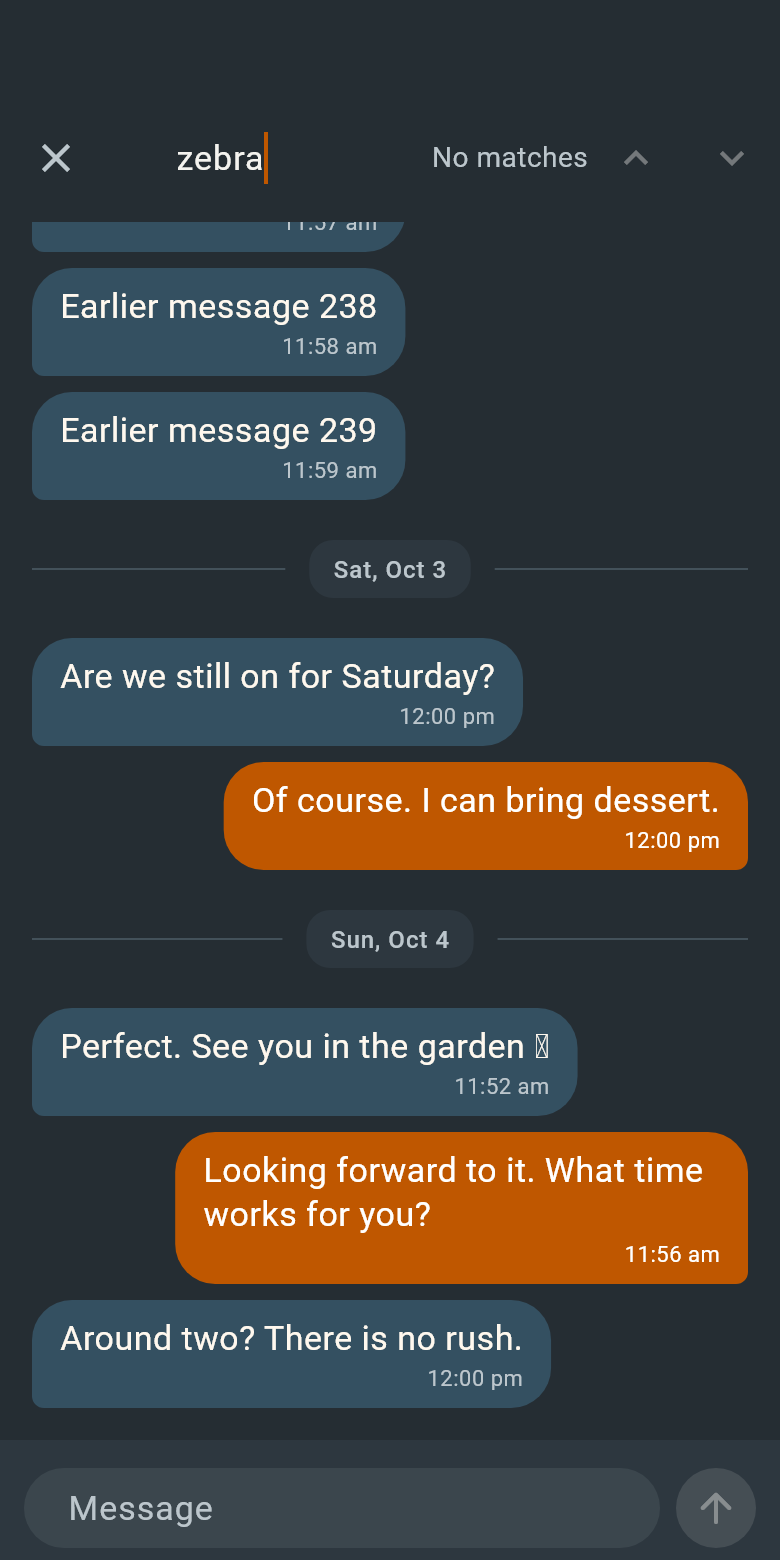 zebra
No matches
11:57 am
Earlier message 238
11:58 am
Earlier message 239
11:59 am
Sat, Oct 3
Are we still on for Saturday?
12:00 pm
Of course. I can bring dessert.
12:00 pm
Sun, Oct 4
Perfect. See you in the garden
11:52 am
Looking forward to it. What time
works for you?
11:56 am
Around two? There is no rush.
12:00 pm
Message